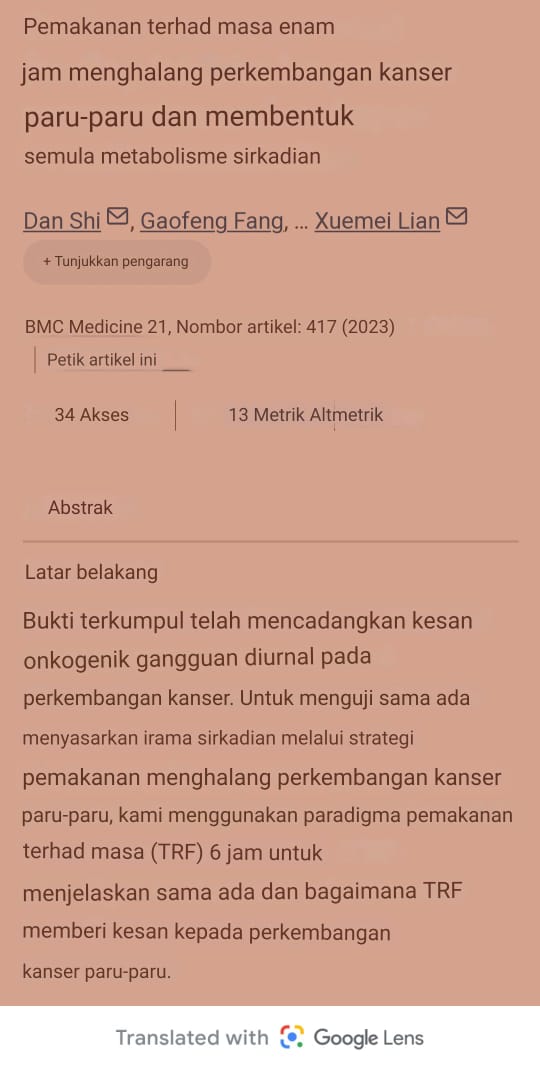 Pemakanan terhad masa enam
jam menghalang perkembangan kanser
paru-paru dan membentuk
semula metabolisme sirkadian
Dan Shi, Gaofeng Fang, ... Xuemei Lian
+ Tunjukkan pengarang
BMC Medicine 21, Nombor artikel: 417 (2023)
Petik artikel ini
34 Akses
13 Metrik Altmetrik
Abstrak
Latar belakang
Bukti terkumpul telah mencadangkan kesan
onkogenik gangguan diurnal pada
perkembangan kanser. Untuk menguji sama ada
menyasarkan irama sirkadian melalui strategi
pemakanan menghalang perkembangan kanser
paru-paru, kami menggunakan paradigma pemakanan
terhad masa (TRF) 6 jam untuk
menjelaskan sama ada dan bagaimana TRF
memberi kesan kepada perkembangan
kanser paru-paru.
Translated with Google Lens